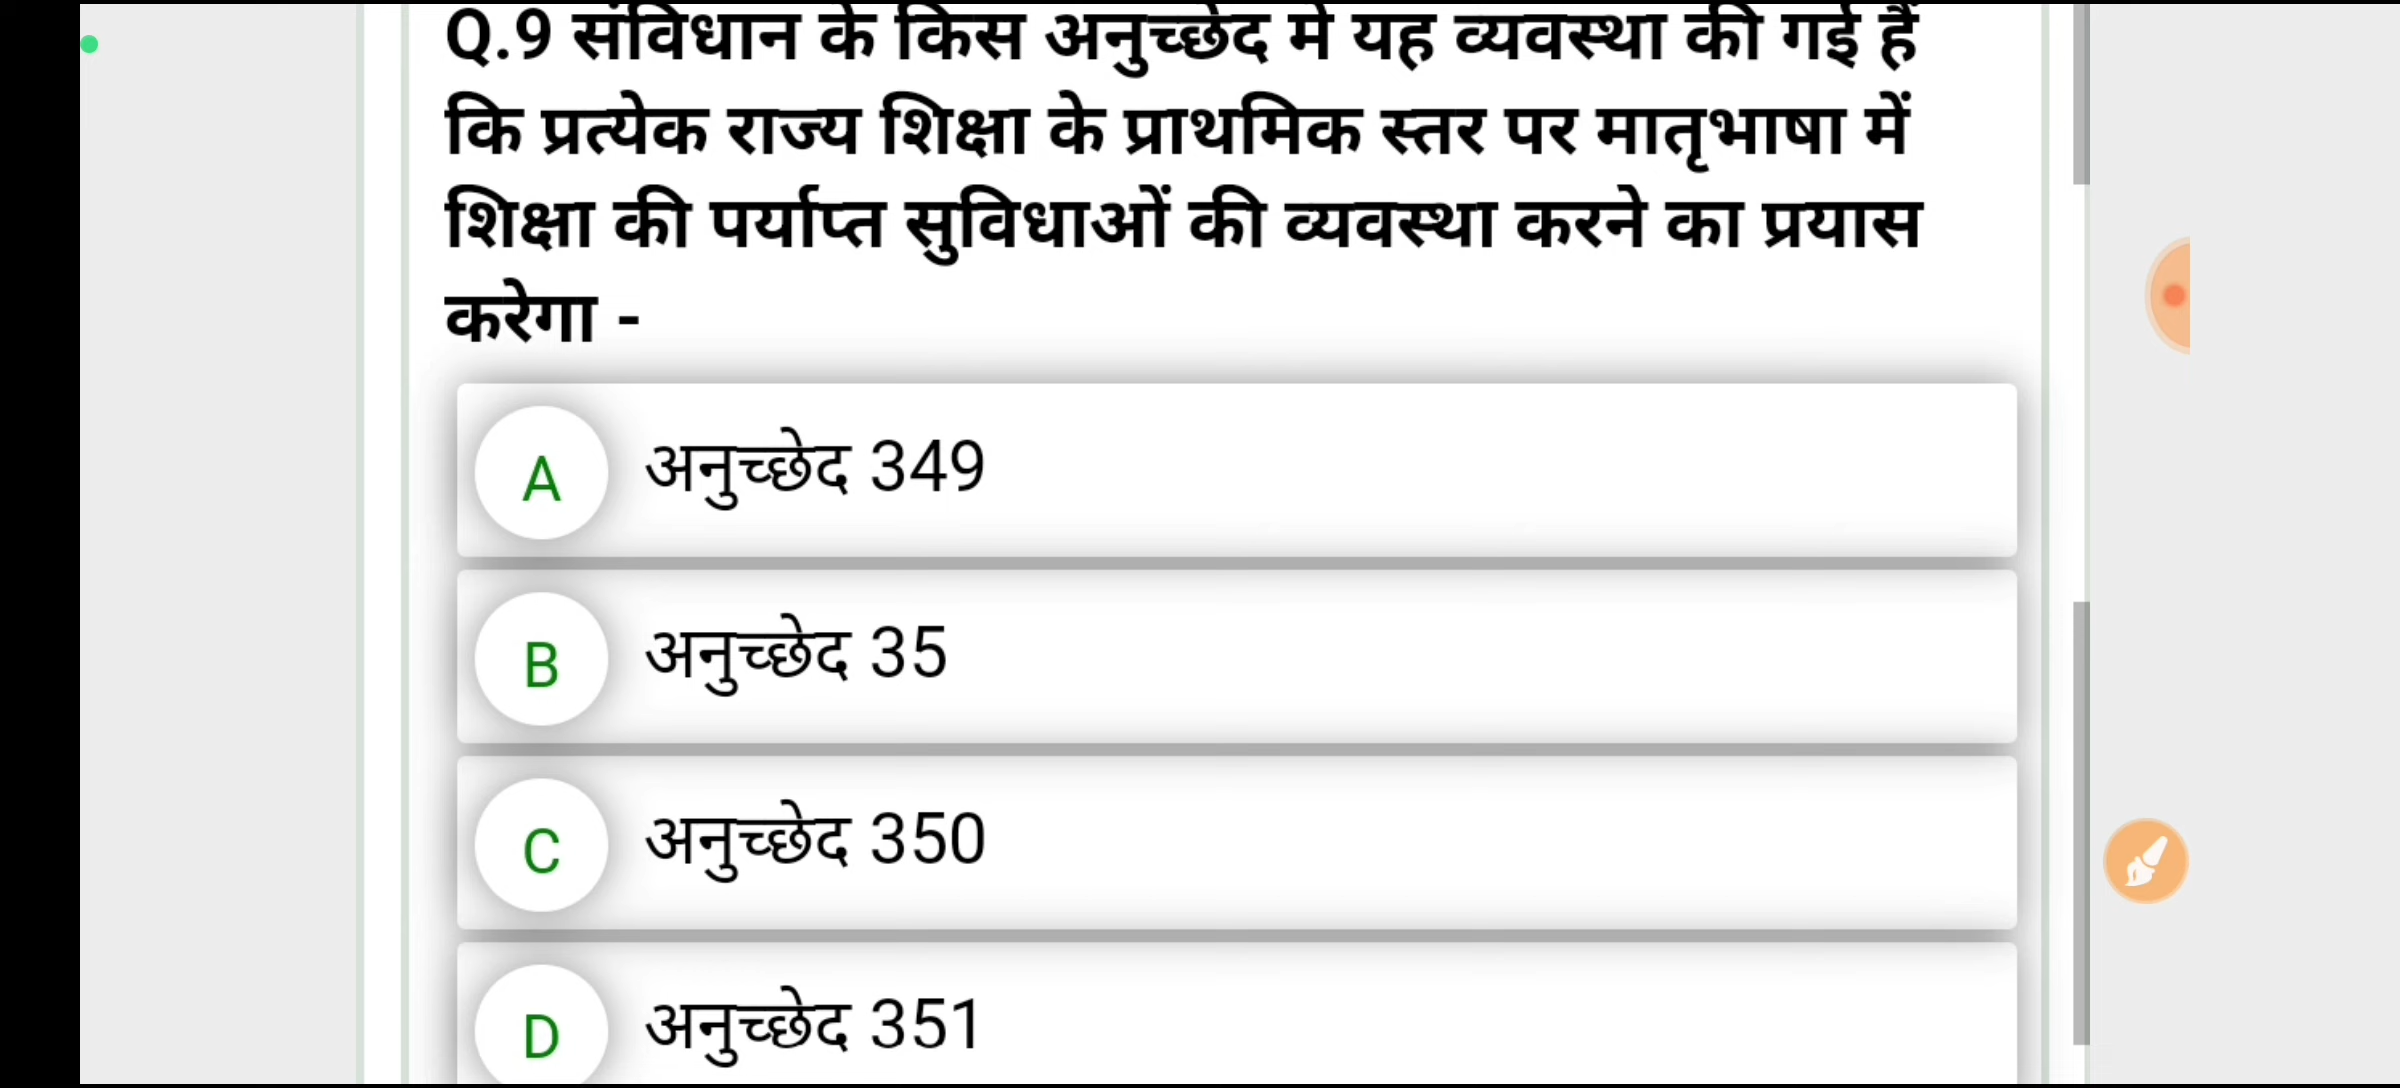 Q.9 संविधान के किस अनुच्छेद में यह व्यवस्था की गई हैं
कि प्रत्येक राज्य शिक्षा के प्राथमिक स्तर पर मातृभाषा में
शिक्षा की पर्याप्त सुविधाओं की व्यवस्था करने का प्रयास
करेगा -
A अनुच्छेद 349
B अनुच्छेद 35
C अनुच्छेद 350
D अनुच्छेद 351